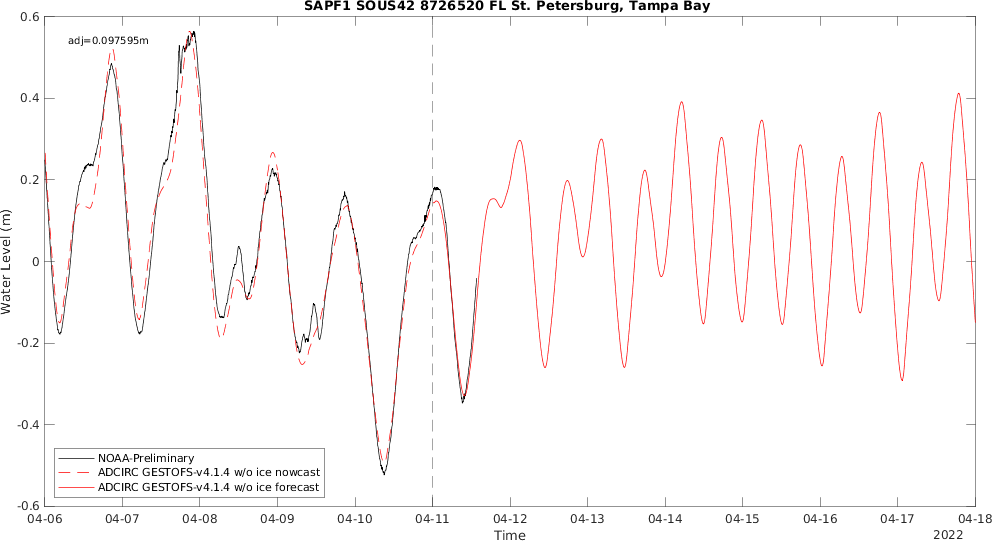 SAPF1 SOUS42 8726520 FL St. Petersburg, Tampa Bay
adj=0.097595m
0.6
0.4
0.2
0
-0.2
-0.4
-0.6
Water Level (m)
NOAA-Preliminary
ADCIRC GESTOFS-v4.1.4 w/o ice nowcast
ADCIRC GESTOFS-v4.1.4 w/o ice forecast
04-06 04-07 04-08 04-09 04-10 04-11 04-12 04-13 04-14 04-15 04-16 04-17 04-18
Time
2022